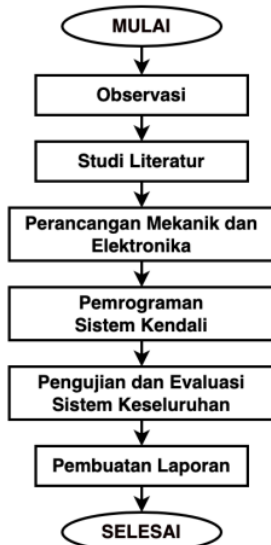 MULAI
Observasi
Studi Literatur
Perancangan Mekanik dan
Elektronika
Pemrograman
Sistem Kendali
Pengujian dan Evaluasi
Sistem Keseluruhan
Pembuatan Laporan
SELESAI